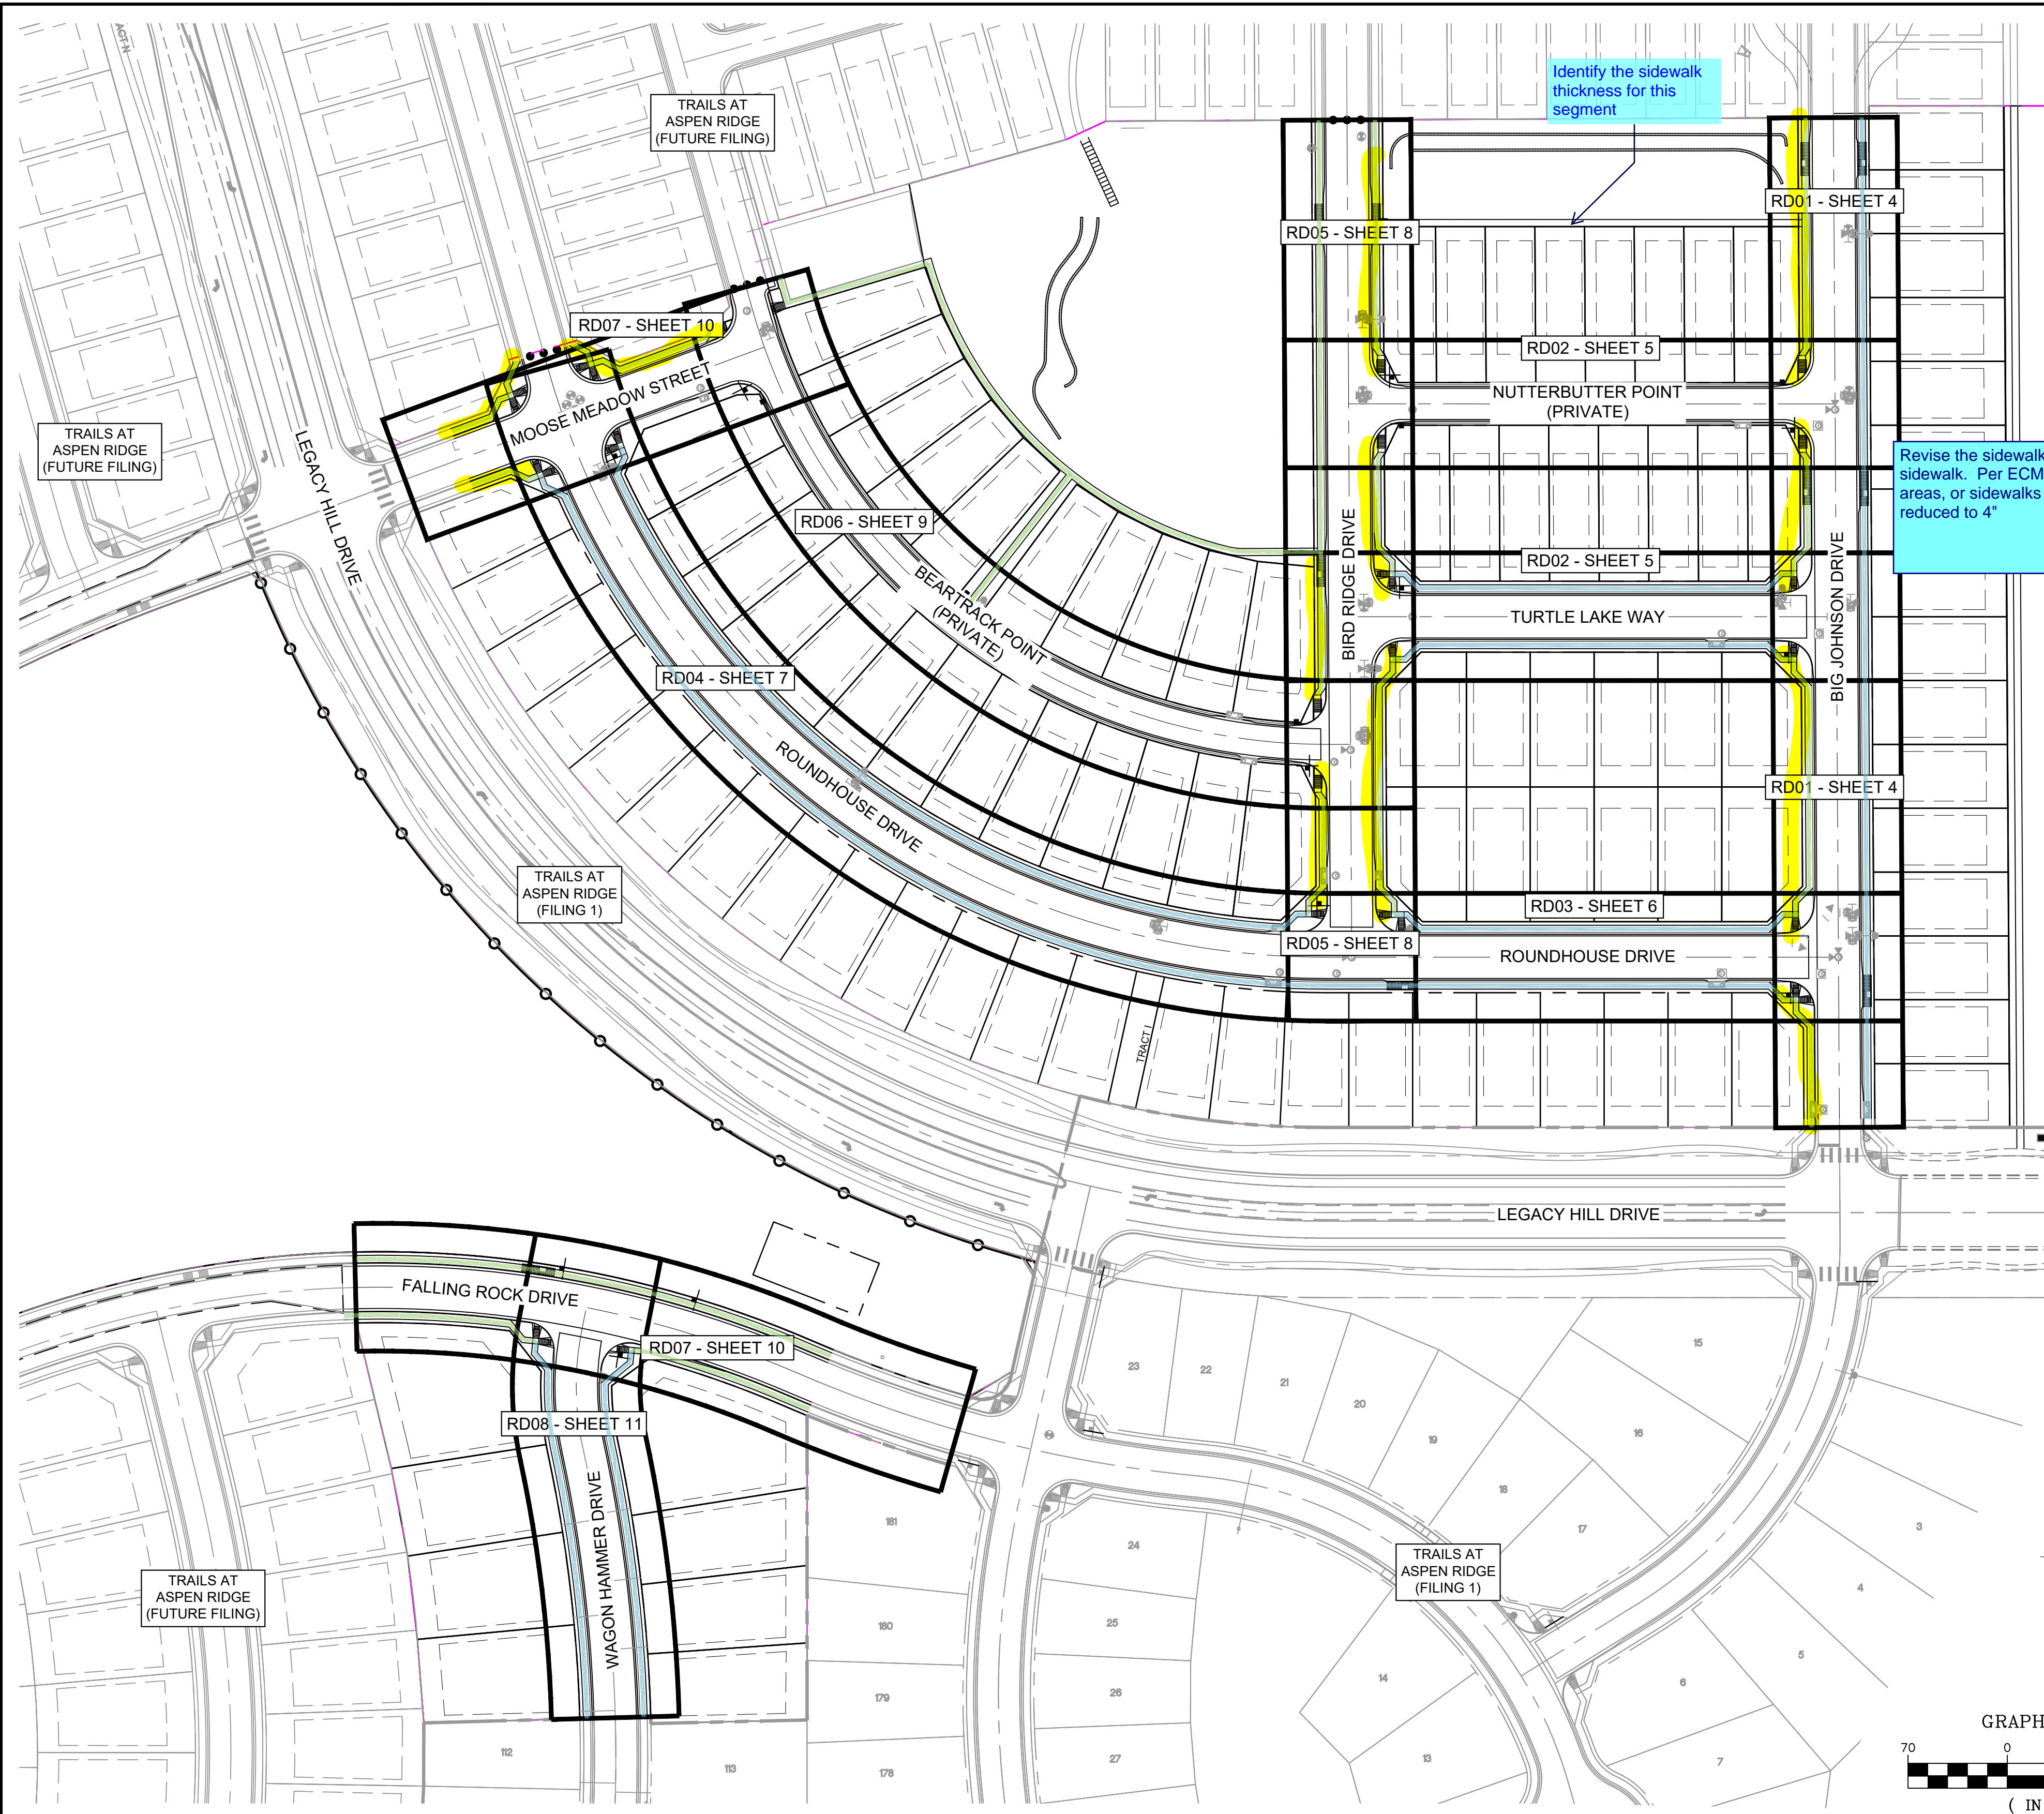 ACT N
TRAILS AT
ASPEN RIDGE
(FUTURE FILING)
Identify the sidewalk
thickness for this
segment
RD05 - SHEET 8
RD01 - SHEET 4
RD07 - SHEET 10
RD02 - SHEET 5
MOOSE MEADOW STREET
NUTTERBUTTER POINT
(PRIVATE)
TRAILS AT
ASPEN RIDGE
(FUTURE FILING)
LEGACY HILL DRIVE
Revise the sidewalk
sidewalk. Per ECM
areas, or sidewalks
reduced to 4"
RD06 - SHEET 9
BIRD RIDGE DRIVE
RD02 - SHEET 5
BIG JOHNSON DRIVE
BEARTRACK POINT
(PRIVATE)
TURTLE LAKE WAY
RD04 - SHEET 7
ROUNDHOUSE DRIVE
RD01 - SHEET 4
TRAILS AT
ASPEN RIDGE
(FILING 1)
RD03 - SHEET 6
RD05 - SHEET 8
ROUNDHOUSE DRIVE
TRACT I
LEGACY HILL DRIVE
FALLING ROCK DRIVE
RD07 - SHEET 10
RD08 - SHEET 11
WAGON HAMMER DRIVE
23
22
21
20
19
18
17
16
15
181
24
3
TRAILS AT
ASPEN RIDGE
(FUTURE FILING)
TRAILS AT
ASPEN RIDGE
(FILING 1)
4
180
25
5
14
6
179
26
112
113
178
27
13
7
GRAPH
70
0
( IN